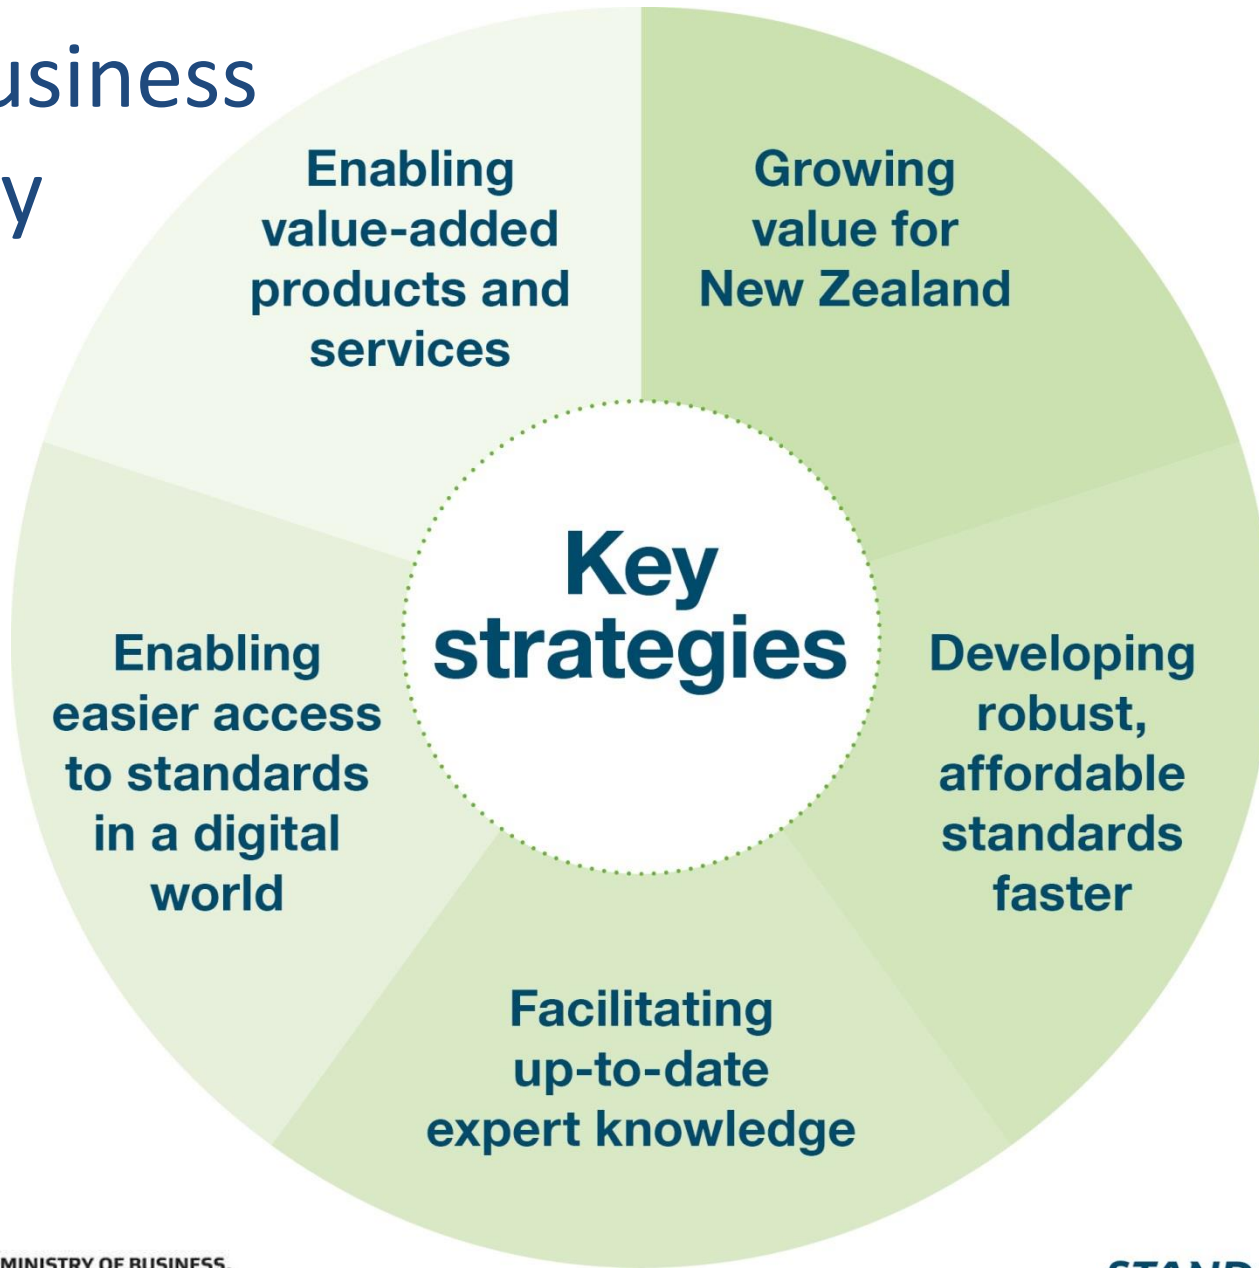 usiness
y
Enabling
value-added
products and
services
Growing
value for
New Zealand
Key
strategies
Enabling
easier access
to standards
in a digital
world
Developing
robust,
affordable
standards
faster
Facilitating
up-to-date
expert knowledge
MINISTRY OF BUSINESS,
STAND